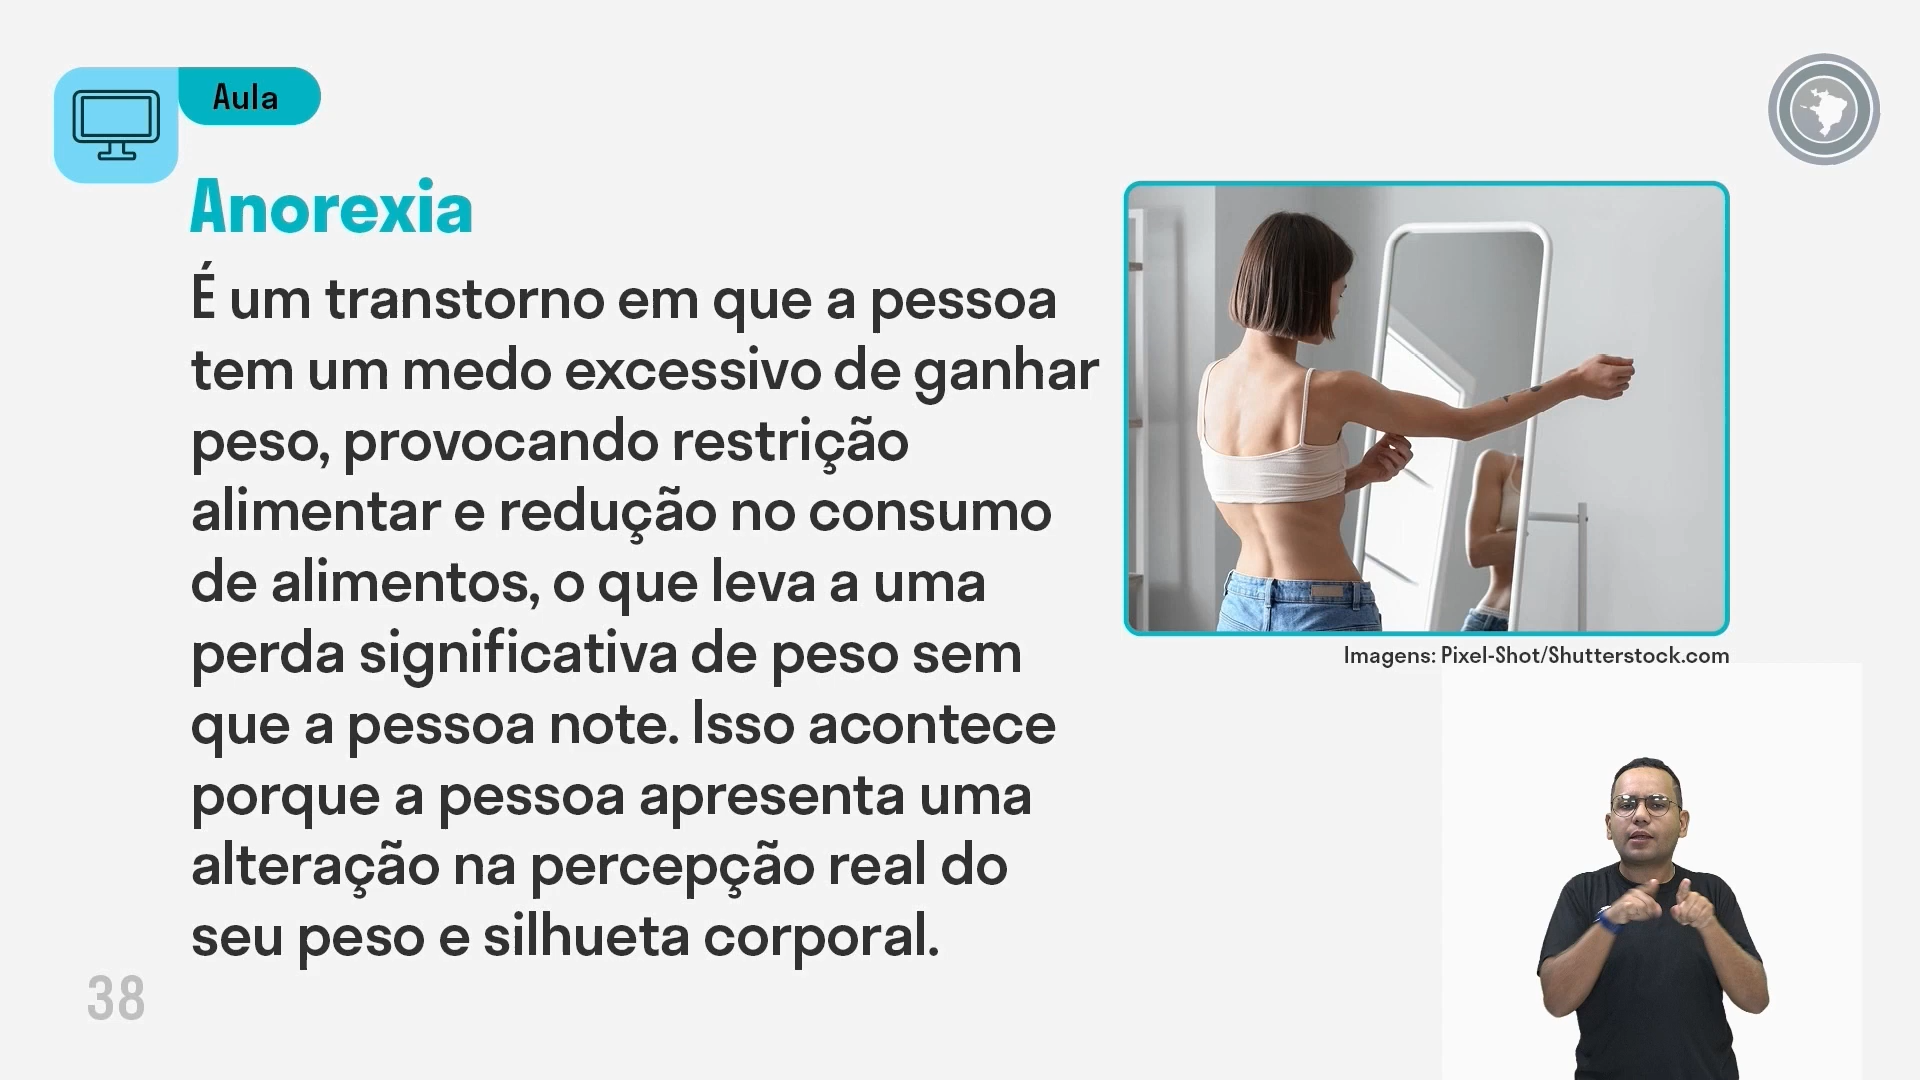 Aula
Anorexia
É um transtorno em que a pessoa
tem um medo excessivo de ganhar
peso, provocando restrição
alimentar e redução no consumo
de alimentos, o que leva a uma
perda significativa de peso sem
que a pessoa note. Isso acontece
porque a pessoa apresenta uma
alteração na percepção real do
seu peso e silhueta corporal.
Imagens: Pixel-Shot/Shutterstock.com
38